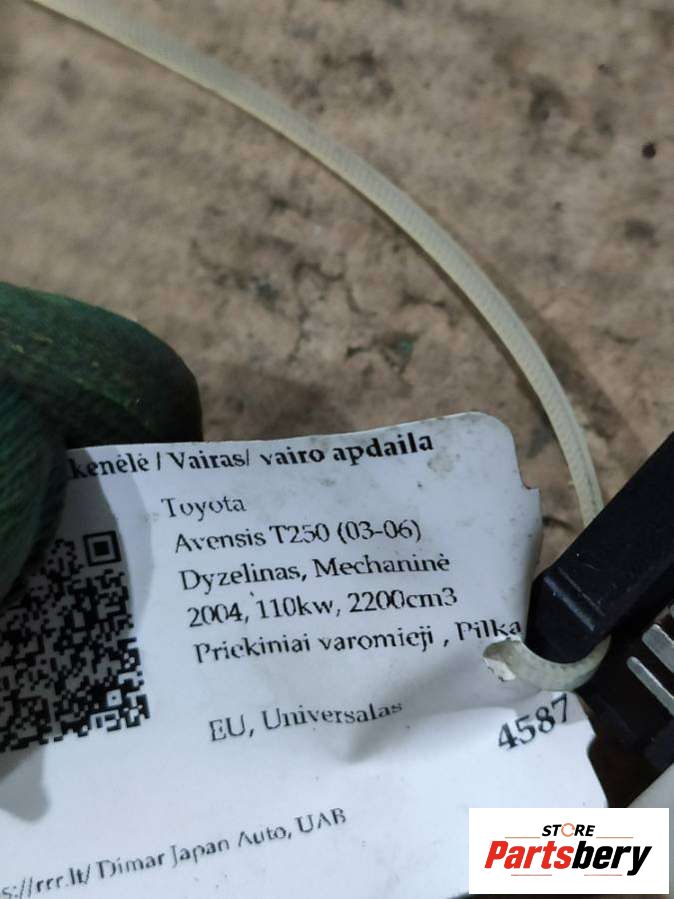 kenėlė / Vairas/ vairo apdaila
Toyota
Avensis T250 (03-06)
Dyzelinas, Mechaninė
2004, 110kw, 2200cm3
Priekiniai varomieji , Pilka
EU, Universalas
4587
s://rrr.lt/ Dimar Japan Auto, UAB
STORE
Partsbery